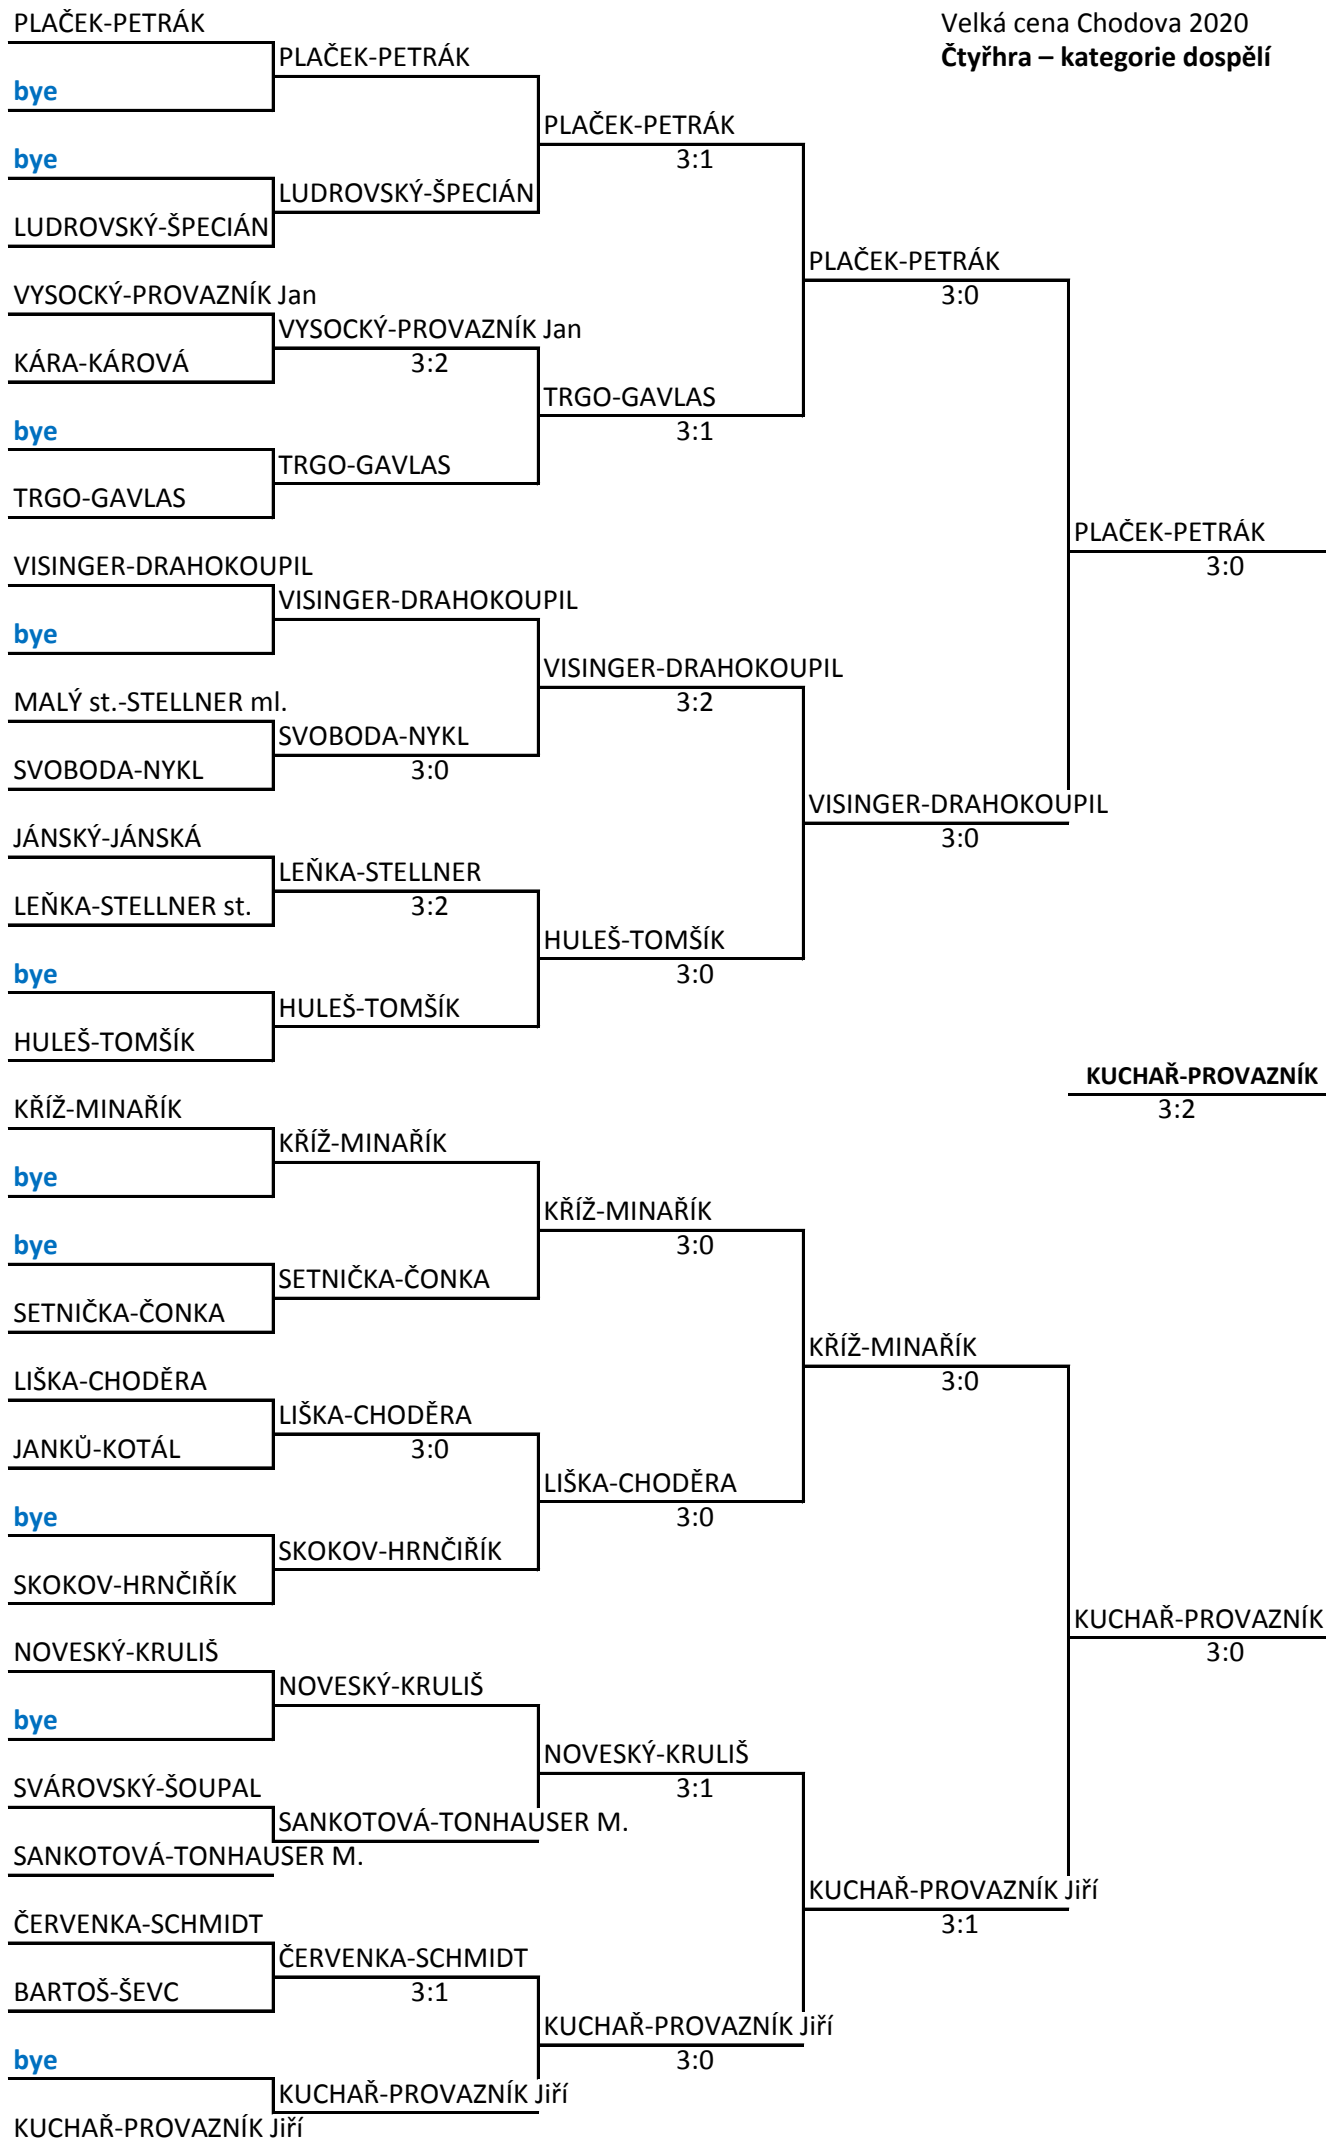 PLAČEK-PETRÁK
Velká cena Chodova 2020
PLAČEK-PETRÁK
Čtyřhra – kategorie dospělí
bye
PLAČEK-PETRÁK
bye
3:1
LUDROVSKÝ-ŠPECIÁN
LUDROVSKÝ-ŠPECIÁN
PLAČEK-PETRÁK
VYSOCKÝ-PROVAZNÍK Jan
3:0
VYSOCKÝ-PROVAZNÍK Jan
KÁRA-KÁROVÁ
3:2
TRGO-GAVLAS
bye
3:1
TRGO-GAVLAS
TRGO-GAVLAS
PLAČEK-PETRÁK
VISINGER-DRAHOKOUPIL
3:0
VISINGER-DRAHOKOUPIL
bye
VISINGER-DRAHOKOUPIL
MALÝ st.-STELLNER ml.
3:2
SVOBODA-NYKL
SVOBODA-NYKL
3:0
VISINGER-DRAHOKOUPIL
JÁNSKÝ-JÁNSKÁ
3:0
LEŇKA-STELLNER
LEŇKA-STELLNER st.
3:2
HULEŠ-TOMŠÍK
bye
3:0
HULEŠ-TOMŠÍK
HULEŠ-TOMŠÍK
KUCHAŘ-PROVAZNÍK
KŘÍŽ-MINAŘÍK
3:2
KŘÍŽ-MINAŘÍK
bye
KŘÍŽ-MINAŘÍK
bye
3:0
SETNIČKA-ČONKA
SETNIČKA-ČONKA
KŘÍŽ-MINAŘÍK
LIŠKA-CHODĚRA
3:0
LIŠKA-CHODĚRA
JANKŮ-KOTÁL
3:0
LIŠKA-CHODĚRA
bye
3:0
SKOKOV-HRNČIŘÍK
SKOKOV-HRNČIŘÍK
KUCHAŘ-PROVAZNÍK
NOVESKÝ-KRULIŠ
3:0
NOVESKÝ-KRULIŠ
bye
NOVESKÝ-KRULIŠ
SVÁROVSKÝ-ŠOUPAL
3:1
SANKOTOVÁ-TONHAUSER M.
SANKOTOVÁ-TONHAUSER M.
KUCHAŘ-PROVAZNÍK Jiří
ČERVENKA-SCHMIDT
3:1
ČERVENKA-SCHMIDT
BARTOŠ-ŠEVC
3:1
KUCHAŘ-PROVAZNÍK Jiří
bye
3:0
KUCHAŘ-PROVAZNÍK Jiří
KUCHAŘ-PROVAZNÍK Jiří